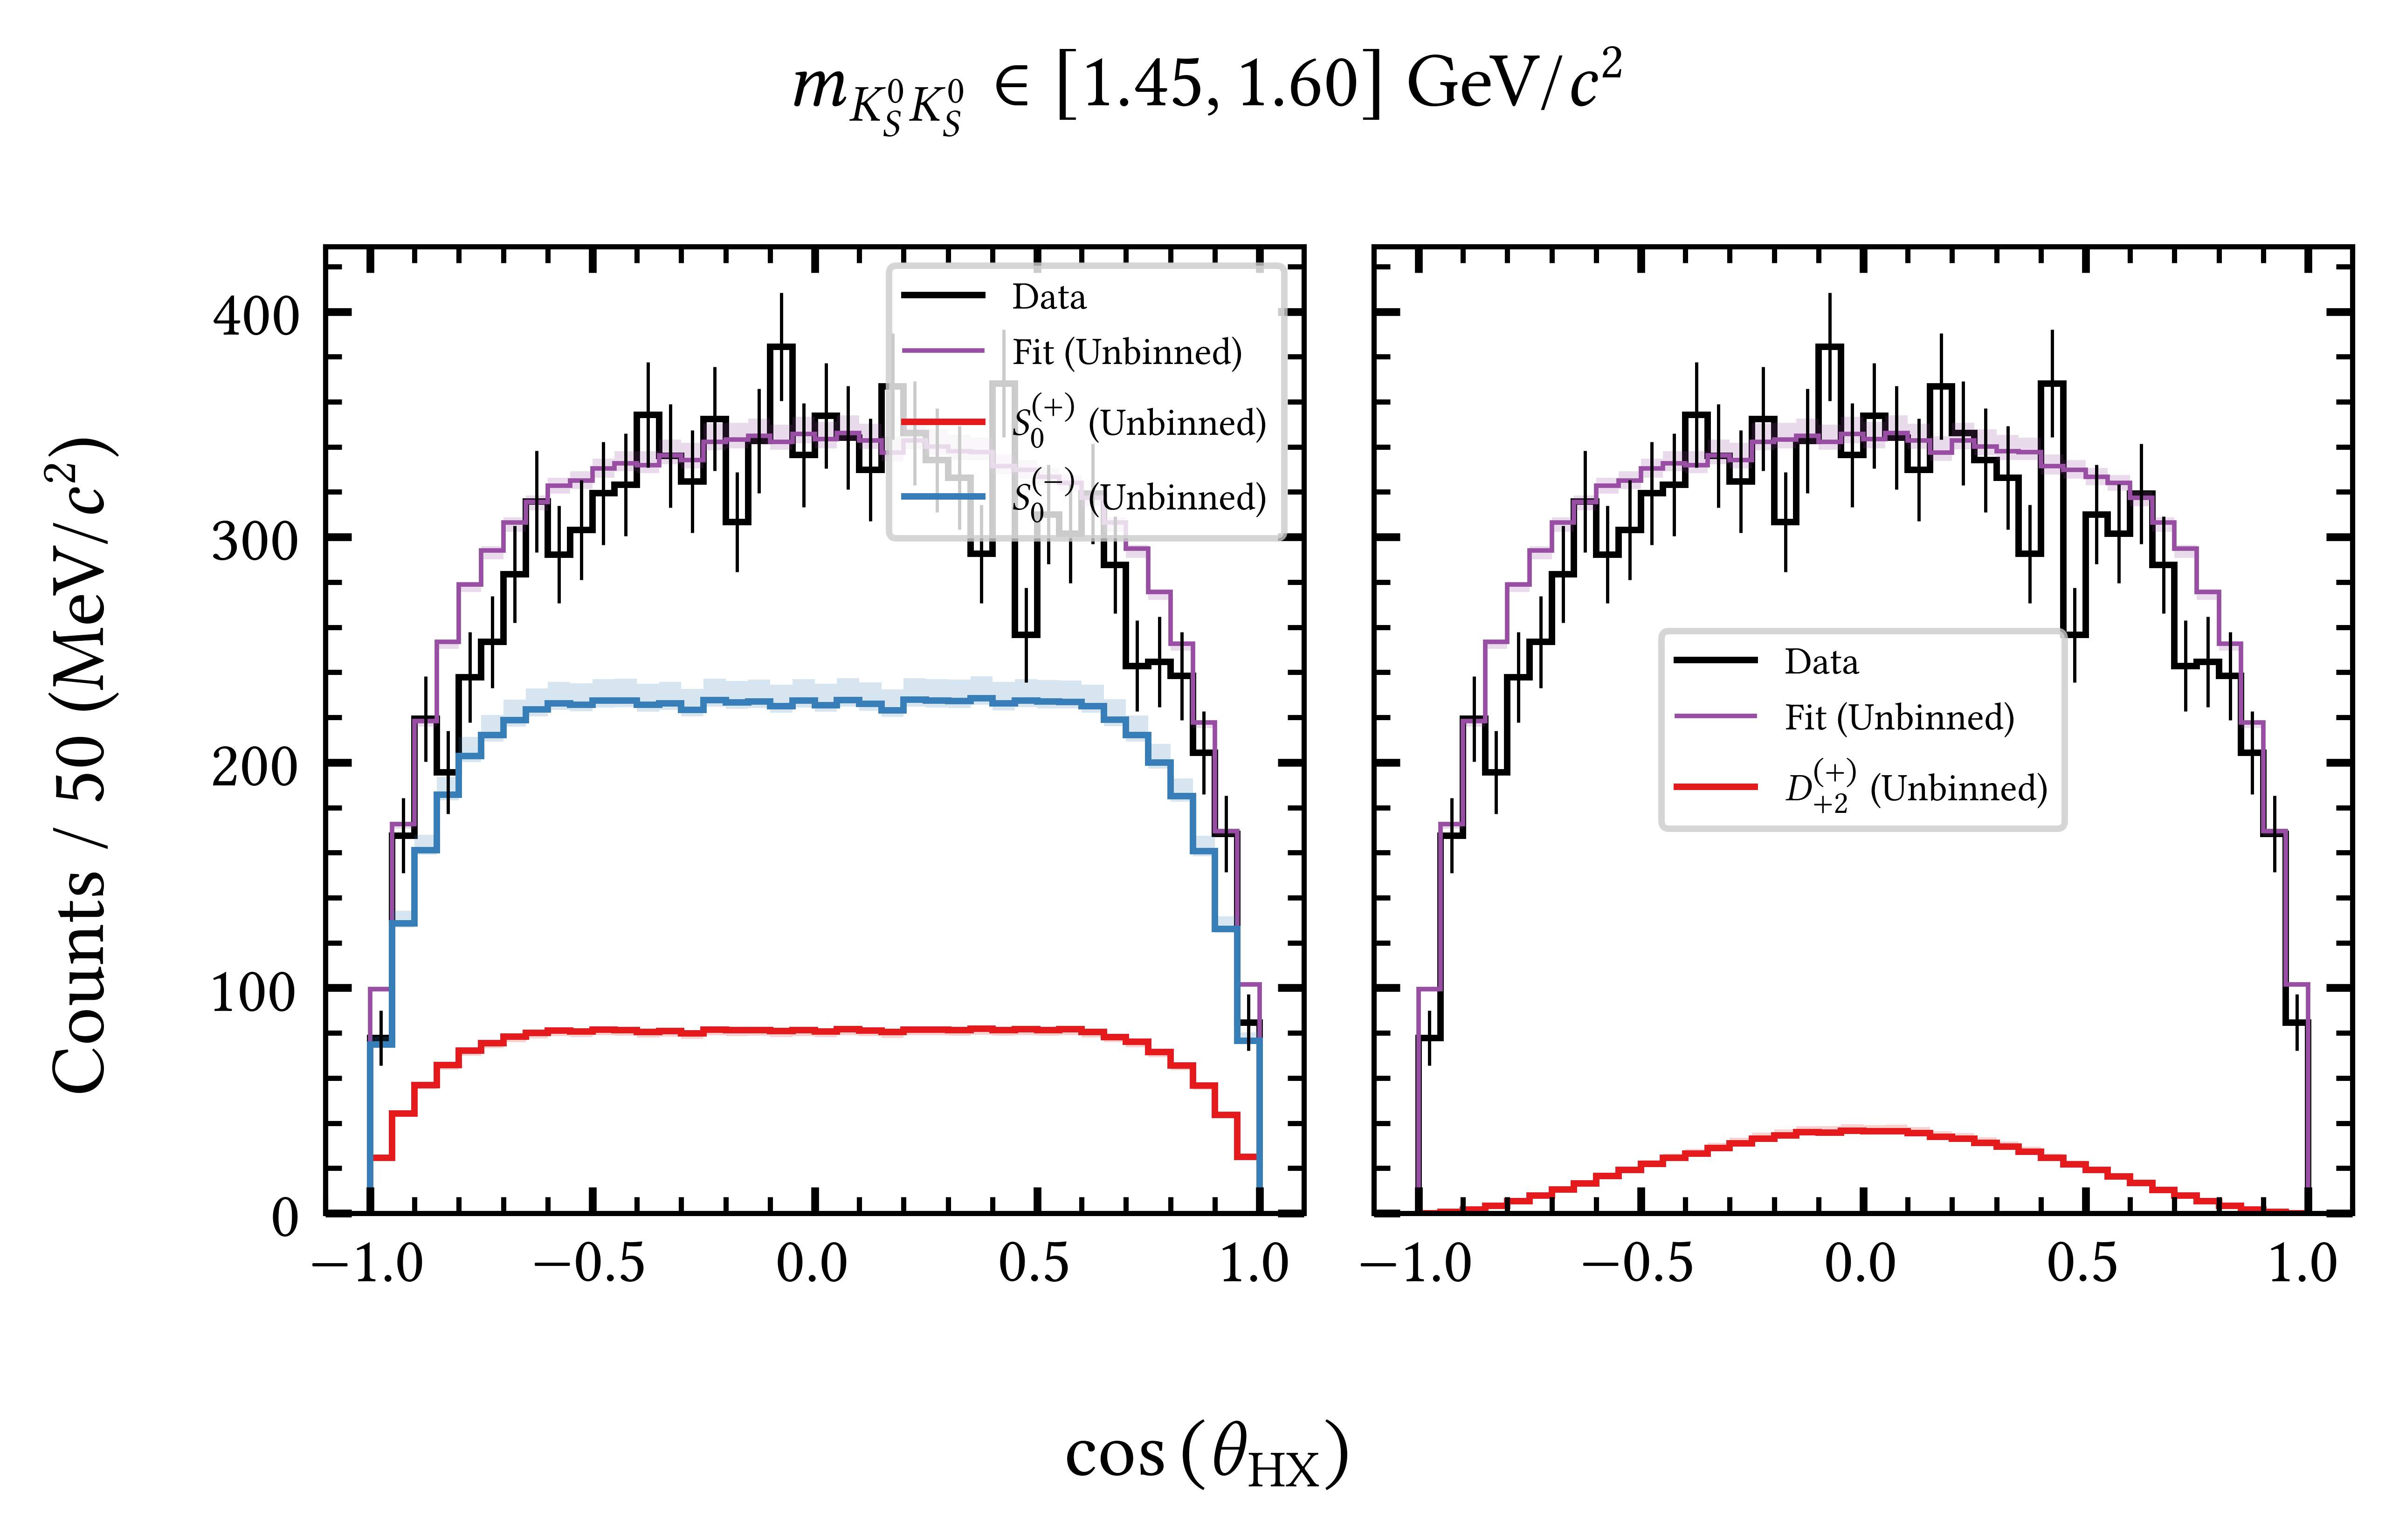 m_{K_S^0 K_S^0} ∈ [1.45, 1.60] GeV/c²
Counts / 50 (MeV/c²)
400
300
200
100
0
Data
Fit (Unbinned)
S_0^{(+)} (Unbinned)
S_0^{(−)} (Unbinned)
−1.0 −0.5 0.0 0.5 1.0
Data
Fit (Unbinned)
D_{+2}^{(+)} (Unbinned)
−1.0 −0.5 0.0 0.5 1.0
cos (θ_{HX})